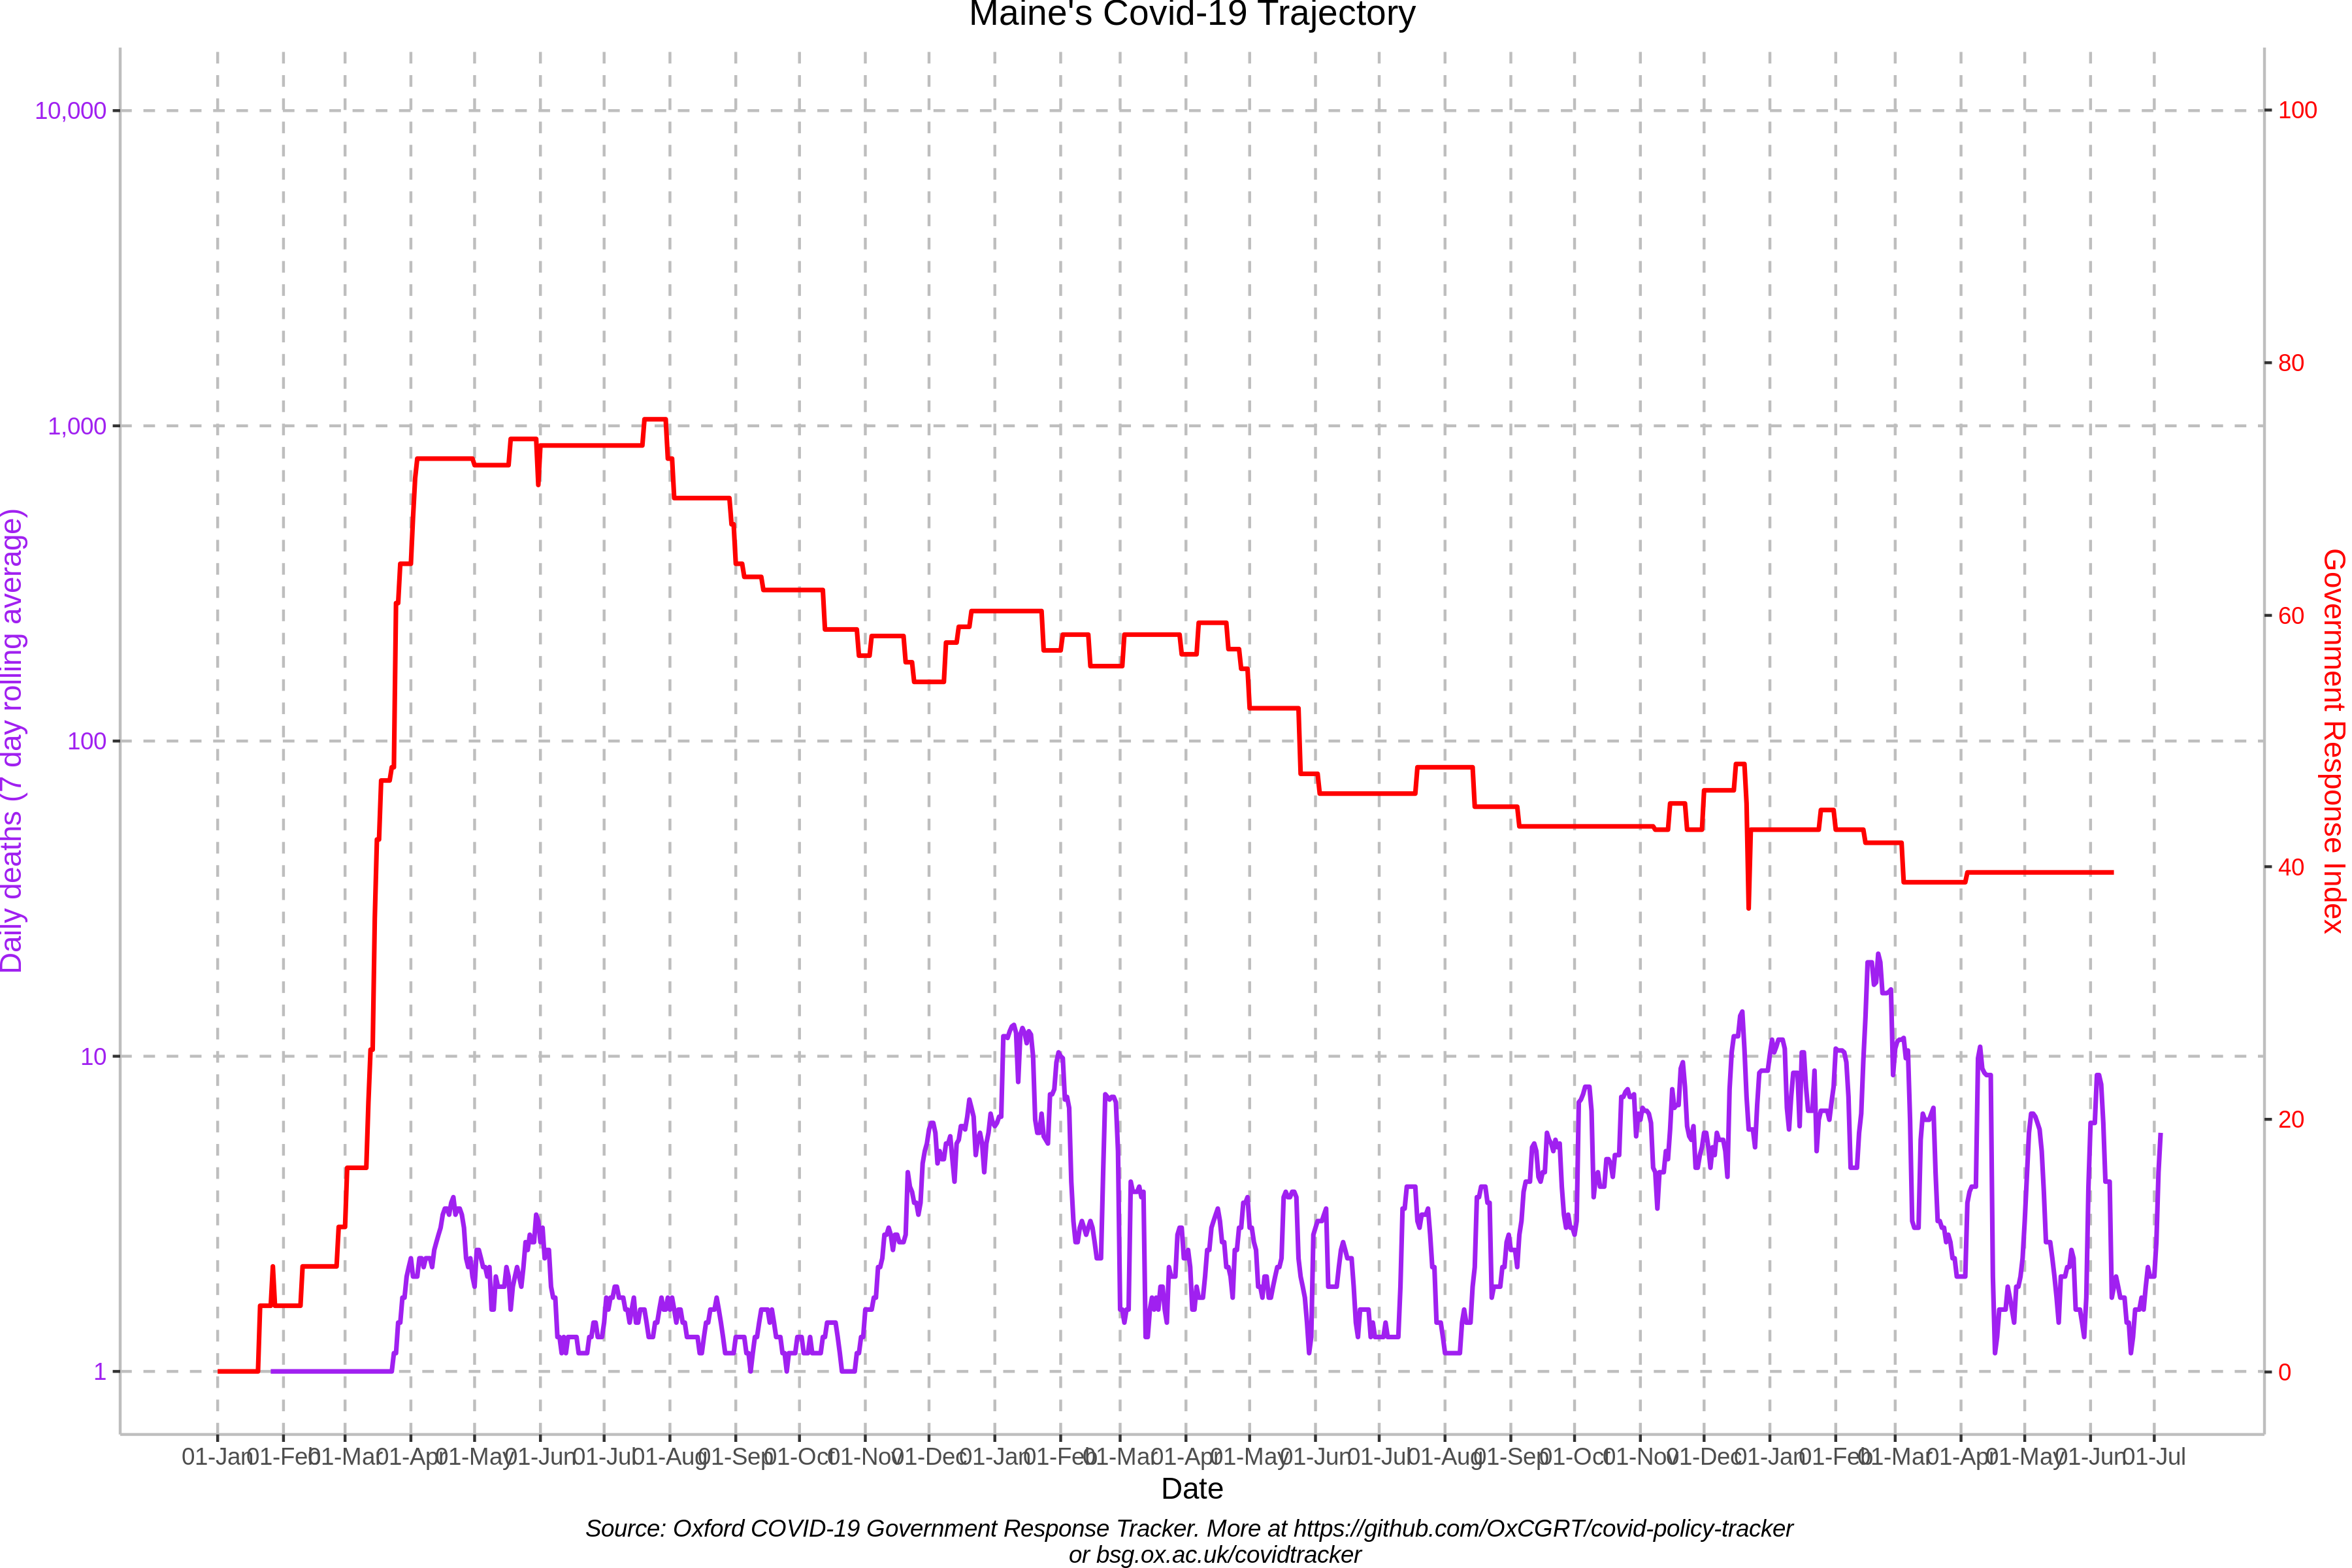 Maine's Covid-19 Trajectory
10,000
1,000
100
10
1
Daily deaths (7 day rolling average)
100
80
60
40
20
0
Government Response Index
01-Jan 01-Feb 01-Mar 01-Apr 01-May 01-Jun 01-Jul 01-Aug 01-Sep 01-Oct 01-Nov 01-Dec 01-Jan 01-Feb 01-Mar 01-Apr 01-May 01-Jun 01-Jul 01-Aug 01-Sep 01-Oct 01-Nov 01-Dec 01-Jan 01-Feb 01-Mar 01-Apr 01-May 01-Jun 01-Jul
Date
Source: Oxford COVID-19 Government Response Tracker. More at https://github.com/OxCGRT/covid-policy-tracker
or bsg.ox.ac.uk/covidtracker